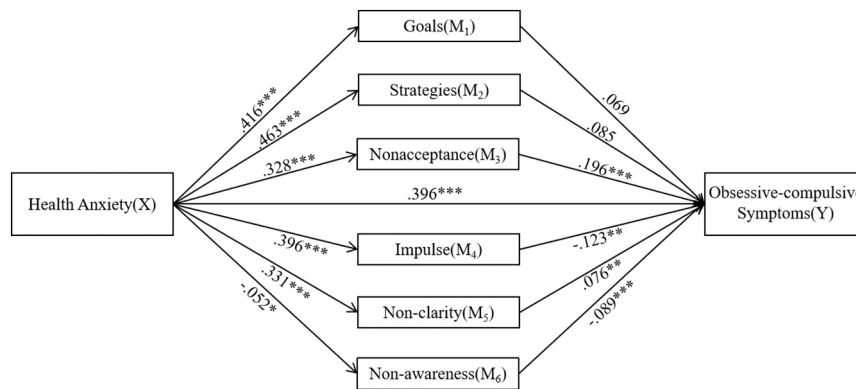 Goals(M₁)
.416***
.069
Strategies(M₂)
.463***
.085
Nonacceptance(M₃)
.328***
.196***
Health Anxiety(X)
.396***
Obsessive-compulsive
Symptoms(Y)
.396***
Impulse(M₄)
-.123**
.331***
Non-clarity(M₅)
.076**
-.052*
Non-awareness(M₆)
-.089***